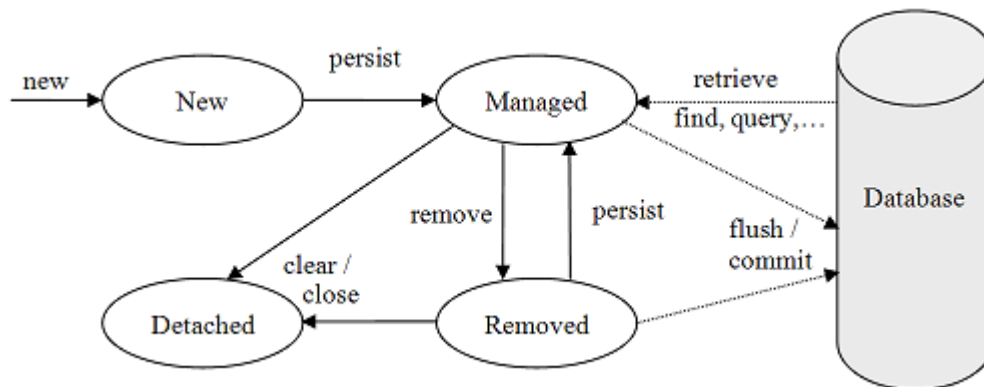 new
New
persist
Managed
retrieve
find, query,...
Database
remove
persist
flush /
commit
clear /
close
Detached
Removed